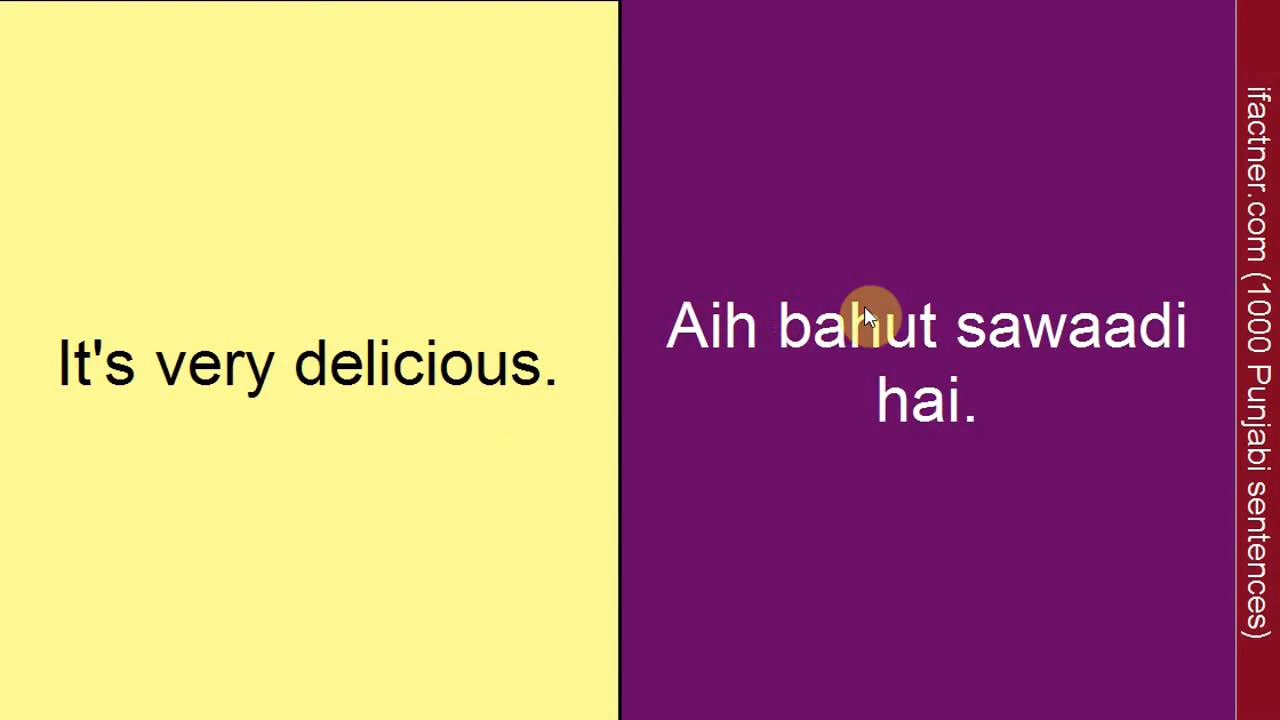 It's very delicious.
Aih bahut sawaadi
hai.
ifactner.com (1000 Punjabi sentences)